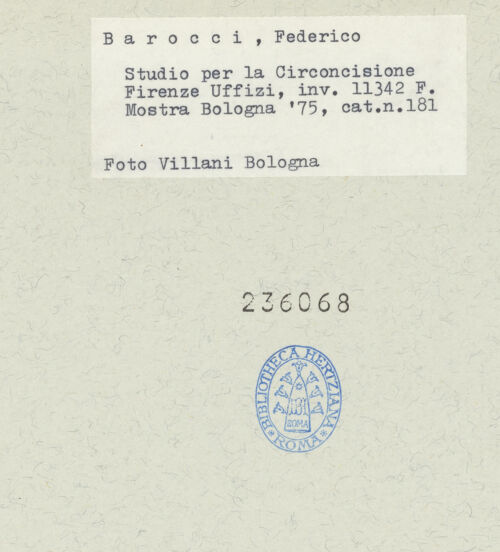 Barocci, Federico
Studio per la Circoncisione
Firenze Uffizi, inv. 11342 F.
Mostra Bologna '75, cat.n.181
Foto Villani Bologna
236068
BIBLIOTHECA HERTZIANA
ROMA
* ROMA *